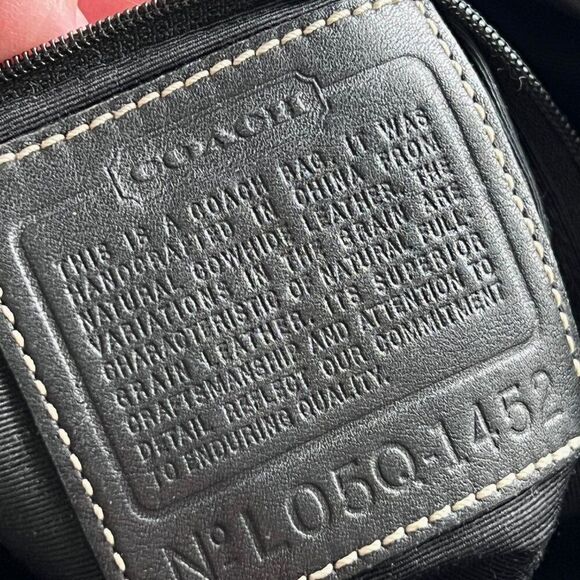 COACH
THIS IS A COACH BAG. IT WAS
HANDCRAFTED IN CHINA FROM
NATURAL COWHIDE LEATHER. THE
VARIATIONS IN THE GRAIN ARE
CHARACTERISTIC OF NATURAL FULL-
GRAIN LEATHER. ITS SUPERIOR
CRAFTSMANSHIP AND ATTENTION TO
DETAIL REFLECT OUR COMMITMENT
TO ENDURING QUALITY.
No L05Q-1452